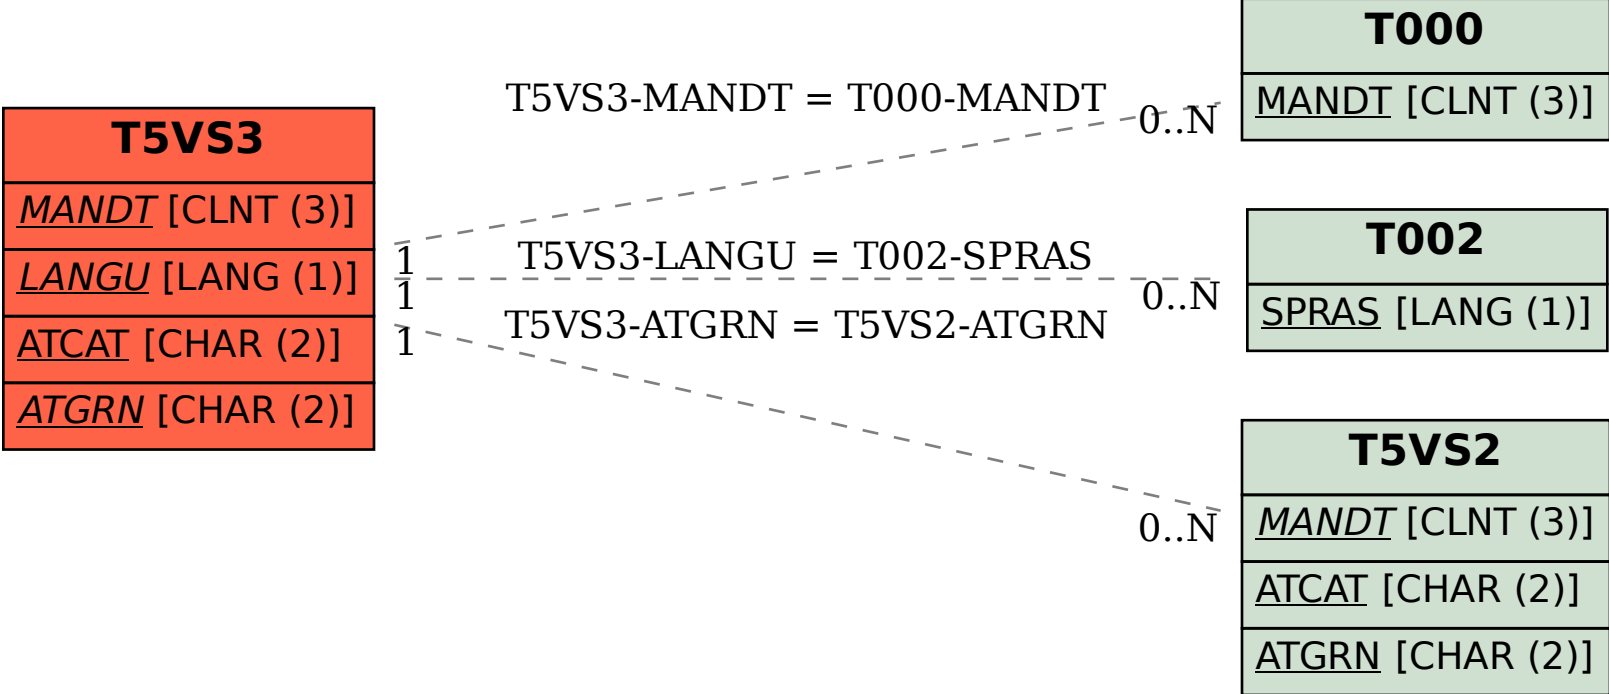 T5VS3
MANDT [CLNT (3)]
LANGU [LANG (1)]
ATCAT [CHAR (2)]
ATGRN [CHAR (2)]
T5VS3-MANDT = T000-MANDT
0..N
1
T5VS3-LANGU = T002-SPRAS
0..N
1
T5VS3-ATGRN = T5VS2-ATGRN
0..N
1
T000
MANDT [CLNT (3)]
T002
SPRAS [LANG (1)]
T5VS2
MANDT [CLNT (3)]
ATCAT [CHAR (2)]
ATGRN [CHAR (2)]